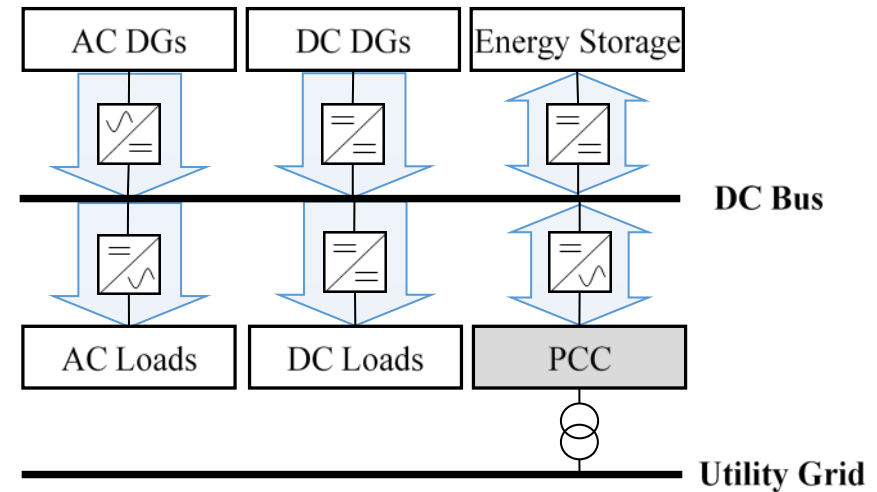 AC DGs
DC DGs
Energy Storage
DC Bus
AC Loads
DC Loads
PCC
Utility Grid